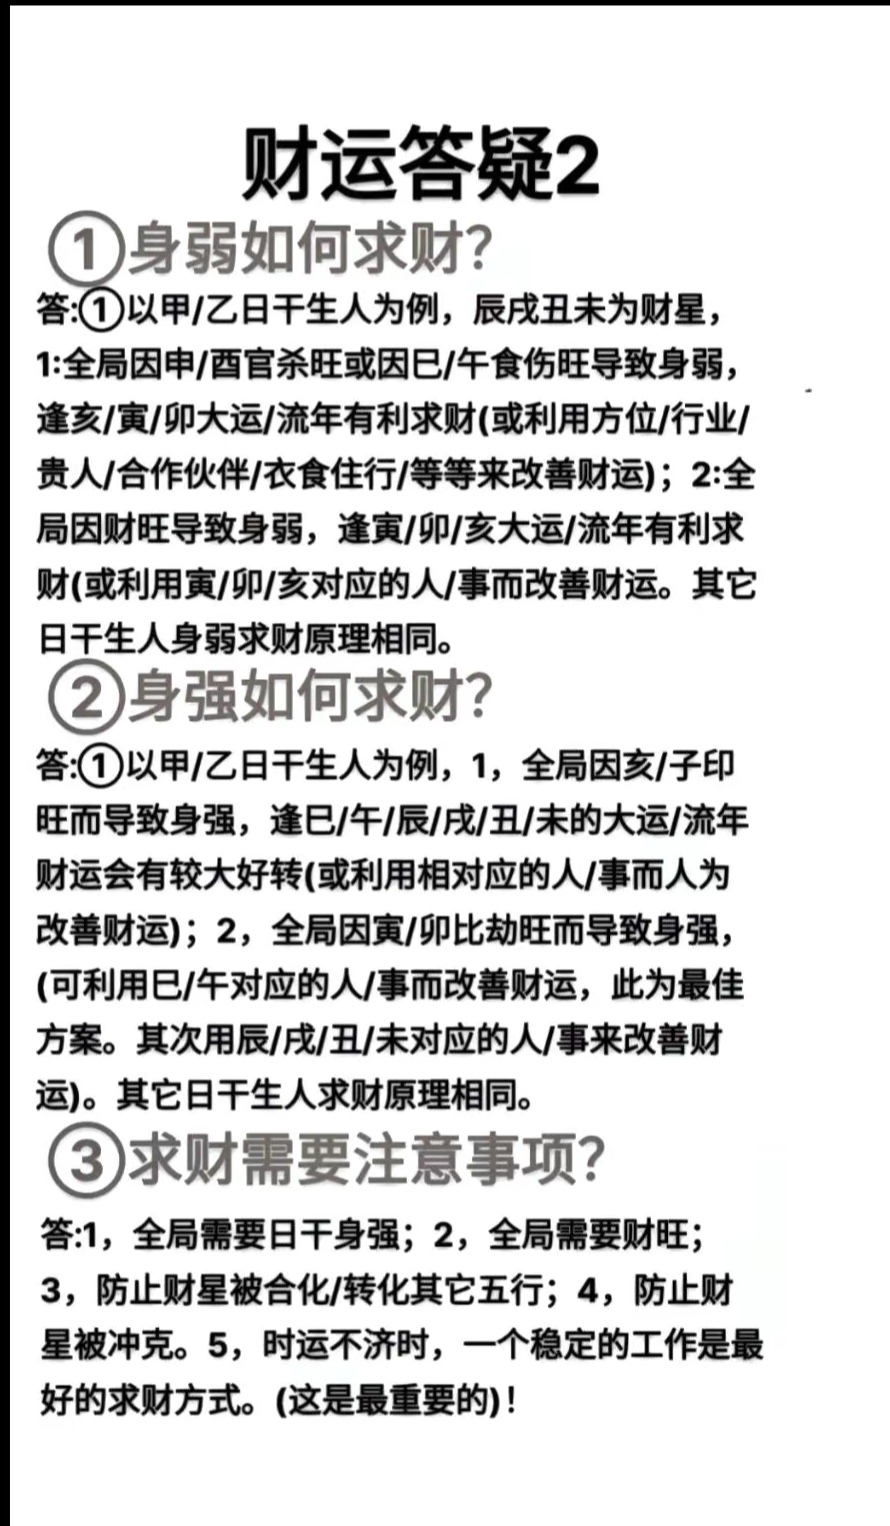 财运答疑2
①身弱如何求财？
答:①以甲/乙日干生人为例，辰戌丑未为财星，
1:全局因申/酉官杀旺或因巳/午食伤旺导致身弱，
逢亥/寅/卯大运/流年有利求财(或利用方位/行业/
贵人/合作伙伴/衣食住行/等等来改善财运)；2:全
局因财旺导致身弱，逢寅/卯/亥大运/流年有利求
财(或利用寅/卯/亥对应的人/事而改善财运。其它
日干生人身弱求财原理相同。
②身强如何求财？
答:①以甲/乙日干生人为例，1，全局因亥/子印
旺而导致身强，逢巳/午/辰/戌/丑/未的大运/流年
财运会有较大好转(或利用相对应的人/事而人为
改善财运)；2，全局因寅/卯比劫旺而导致身强，
(可利用巳/午对应的人/事而改善财运，此为最佳
方案。其次用辰/戌/丑/未对应的人/事来改善财
运)。其它日干生人求财原理相同。
③求财需要注意事项？
答:1，全局需要日干身强；2，全局需要财旺；
3，防止财星被合化/转化其它五行；4，防止财
星被冲克。5，时运不济时，一个稳定的工作是最
好的求财方式。(这是最重要的)！